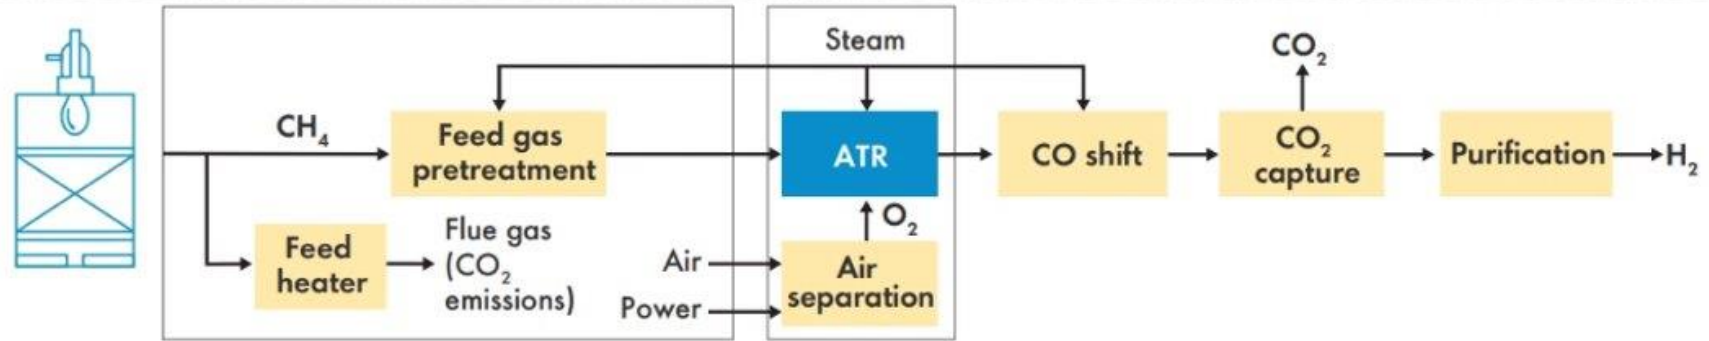 Steam
CO₂
CH₄
Feed gas
pretreatment
ATR
CO shift
CO₂
capture
Purification
H₂
O₂
Feed
heater
Flue gas
(CO₂
emissions)
Air
Power
Air
separation